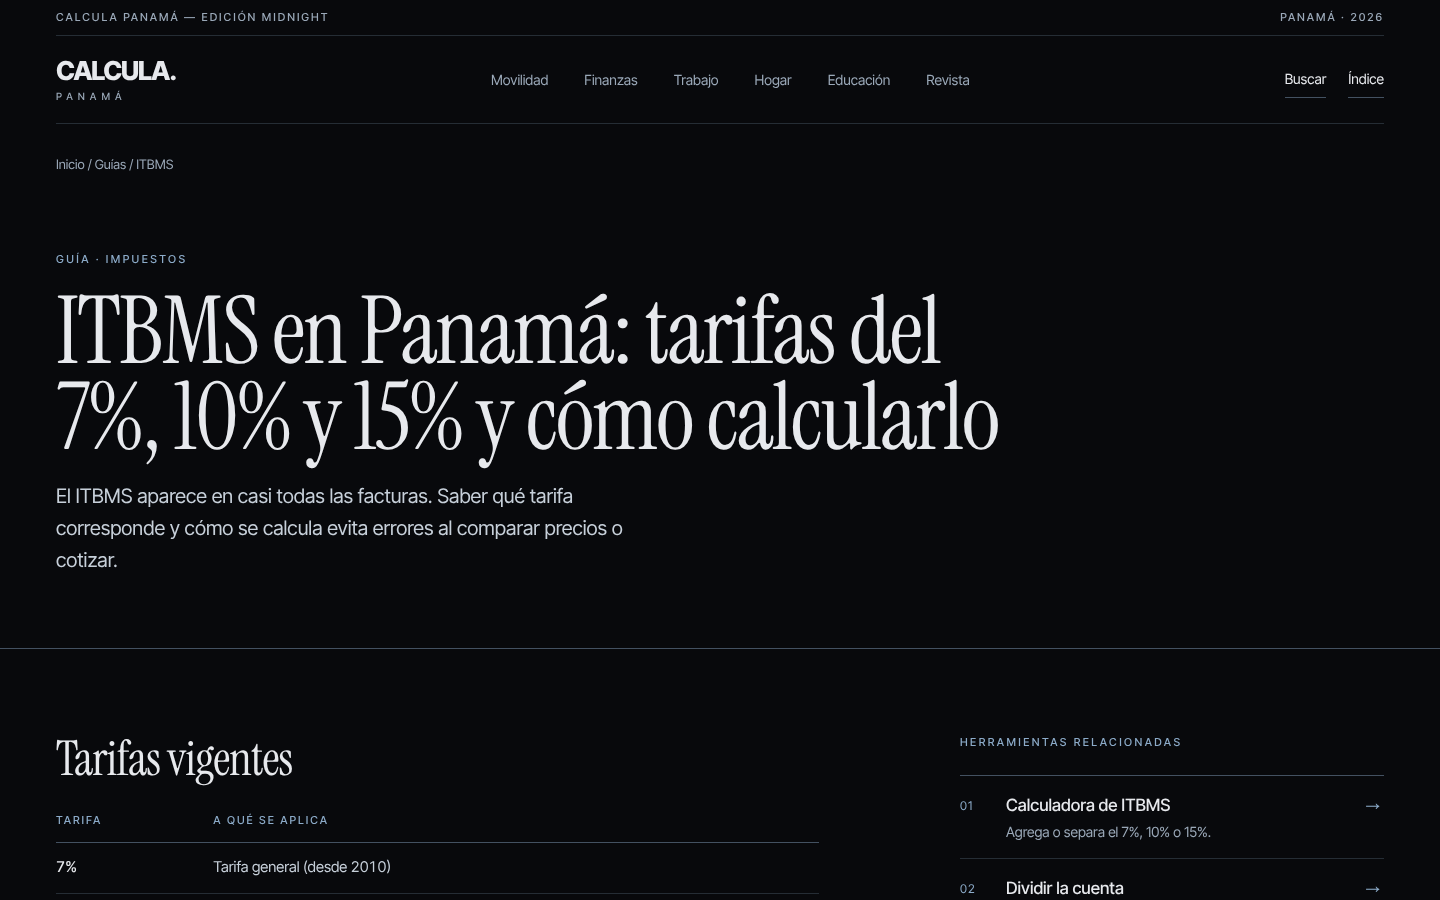 CALCULA PANAMÁ — EDICIÓN MIDNIGHT
PANAMÁ · 2026
CALCULA.
PANAMÁ
Movilidad
Finanzas
Trabajo
Hogar
Educación
Revista
Buscar
Índice
Inicio / Guías / ITBMS
GUÍA · IMPUESTOS
ITBMS en Panamá: tarifas del
7%, 10% y 15% y cómo calcularlo
El ITBMS aparece en casi todas las facturas. Saber qué tarifa
corresponde y cómo se calcula evita errores al comparar precios o
cotizar.
Tarifas vigentes
TARIFA
A QUÉ SE APLICA
7%
Tarifa general (desde 2010)
HERRAMIENTAS RELACIONADAS
01
Calculadora de ITBMS
→
Agrega o separa el 7%, 10% o 15%.
02
Dividir la cuenta
→